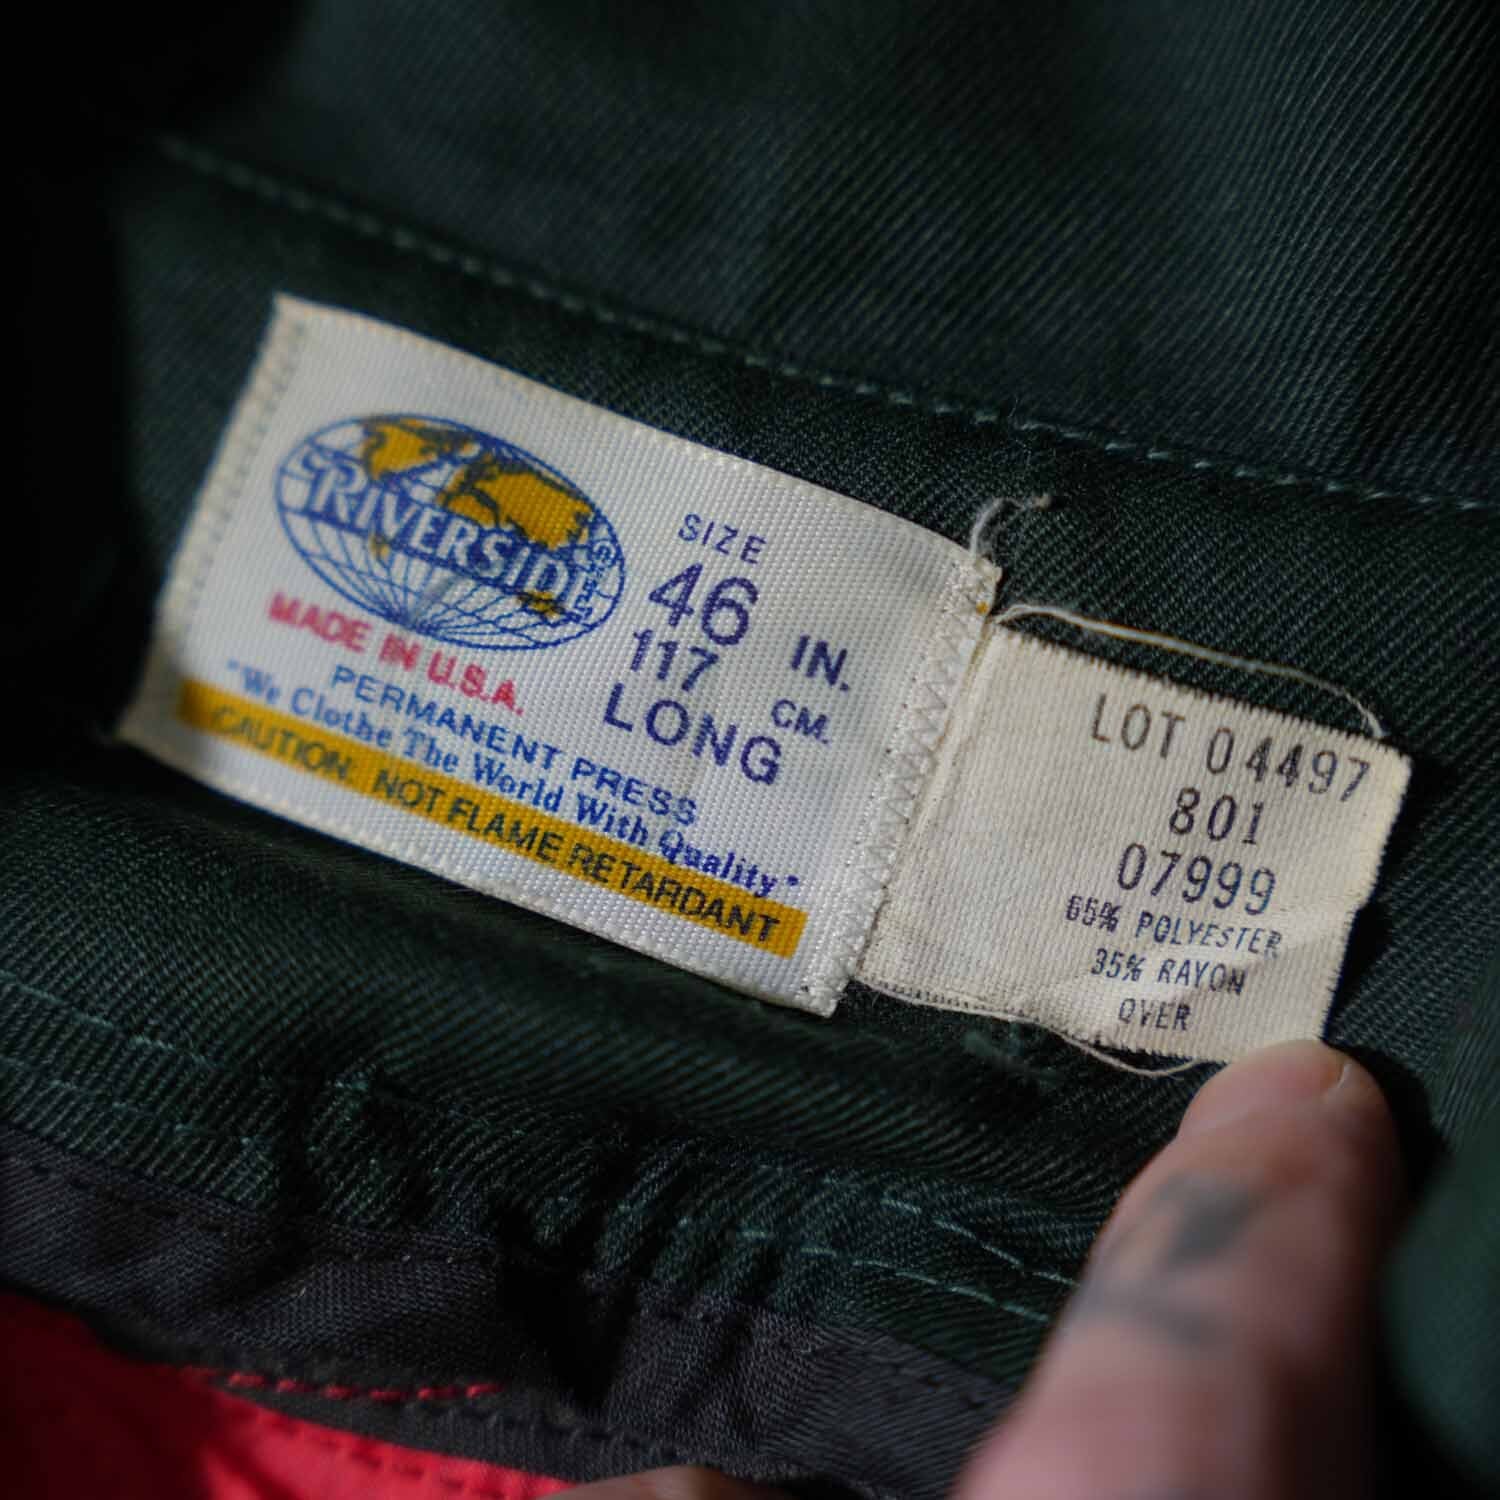 RIVERSIDE
MADE IN U.S.A.
PERMANENT PRESS
"We Clothe The World With Quality"
CAUTION: NOT FLAME RETARDANT
SIZE
46 IN.
117 CM.
LONG
LOT 04497
801
07999
65% POLYESTER
35% RAYON
OVER